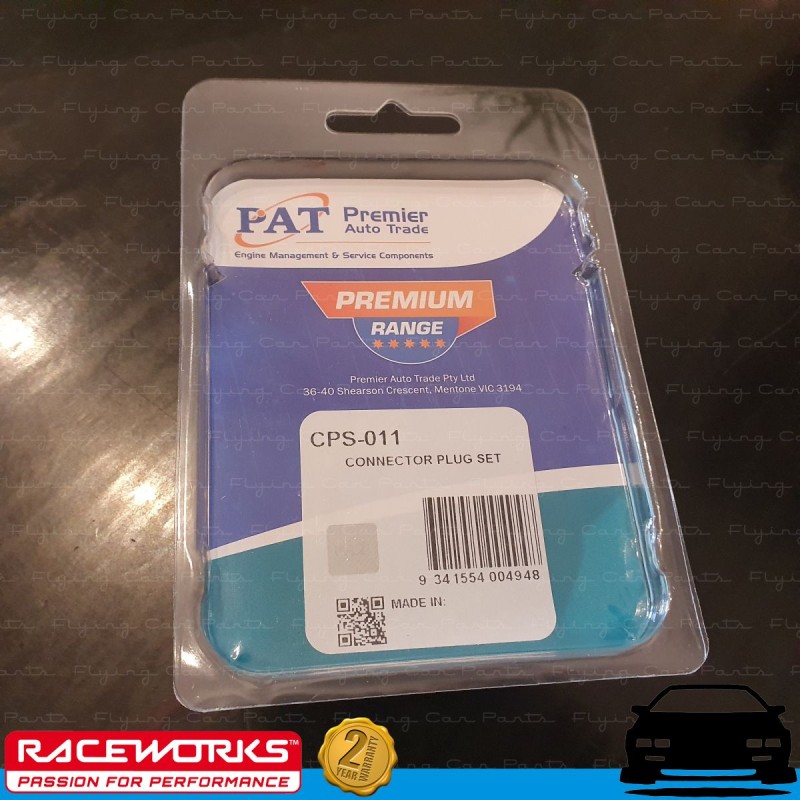 Flying Car Parts
PAT Premier
Auto Trade
Engine Management & Service Components
PREMIUM
RANGE
Premier Auto Trade Pty Ltd
36-40 Shearson Crescent, Mentone VIC 3194
CPS-011
CONNECTOR PLUG SET
9 341554 004948
MADE IN:
RACEWORKS™
PASSION FOR PERFORMANCE
2
YEAR WARRANTY